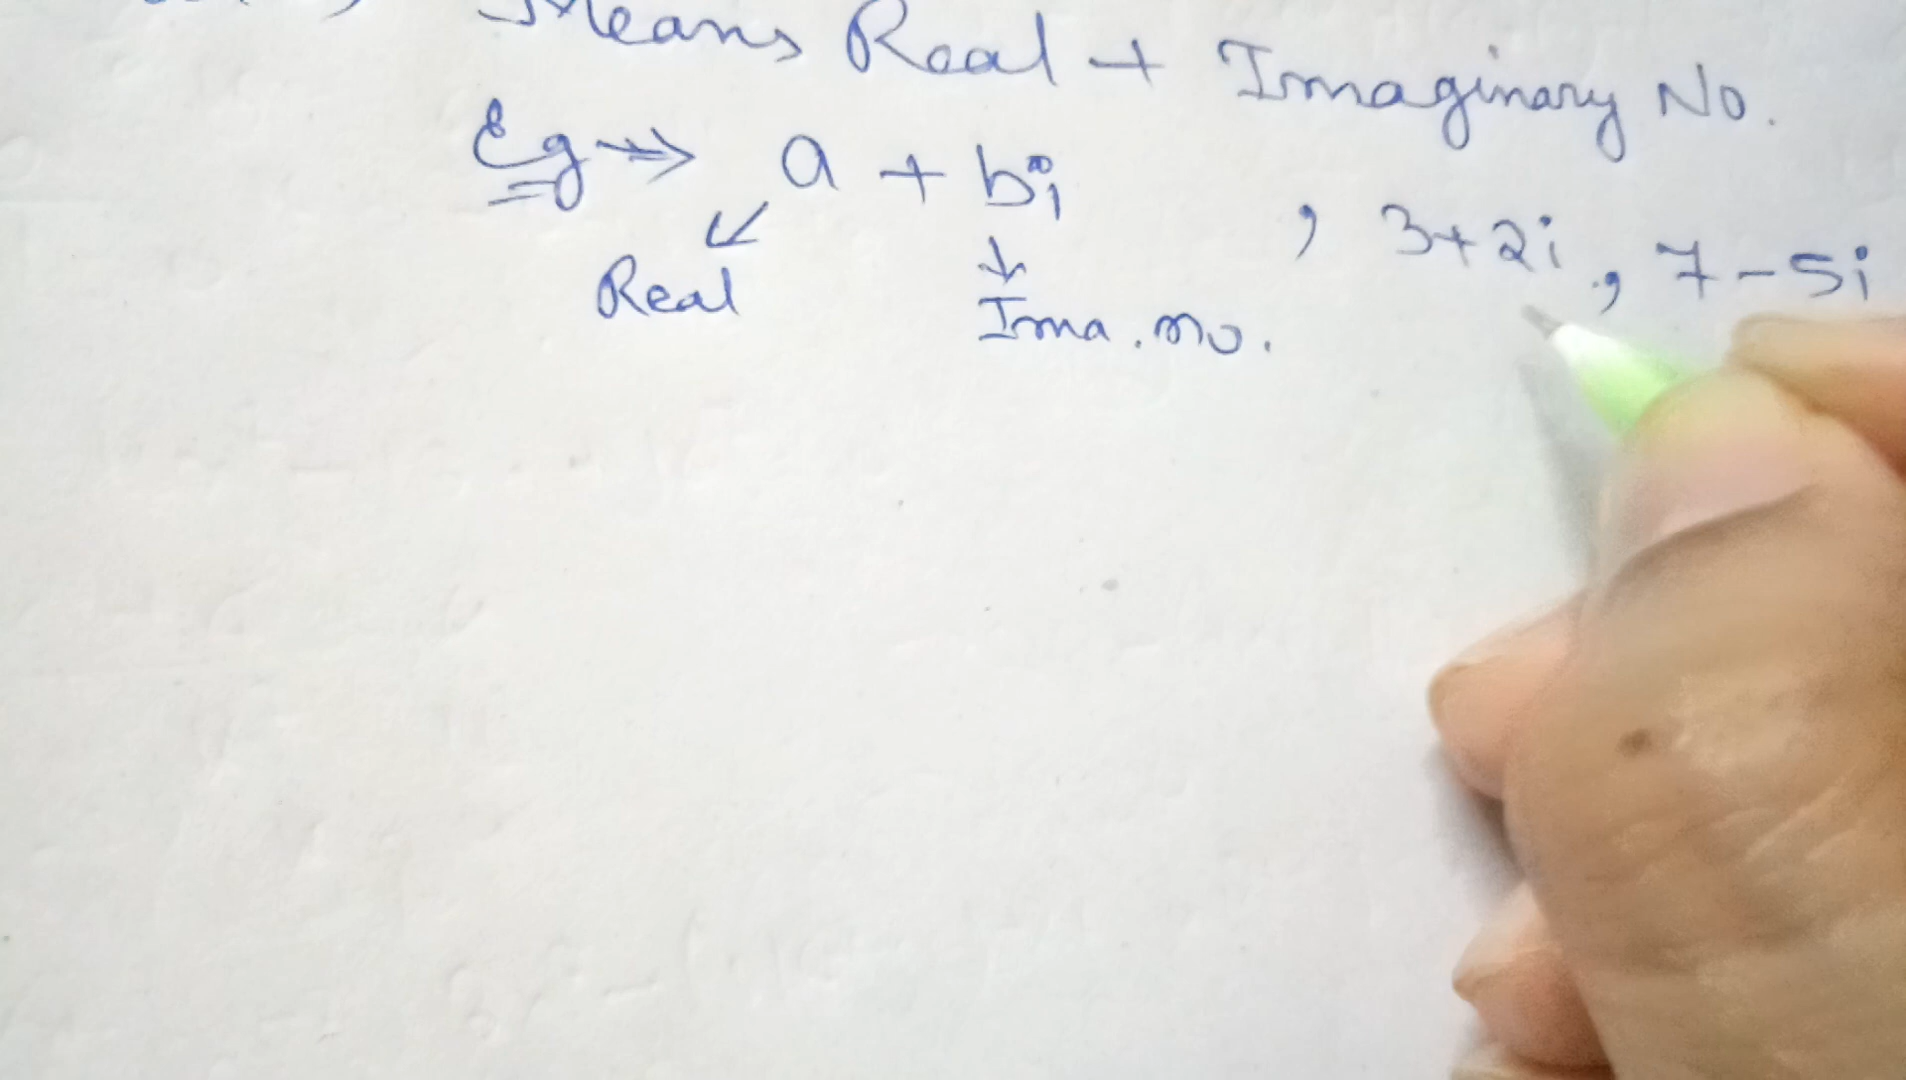 Means Real + Imaginary No.
Eg →> a + bi , 3+2i , 7-5i
Real Ima. no.